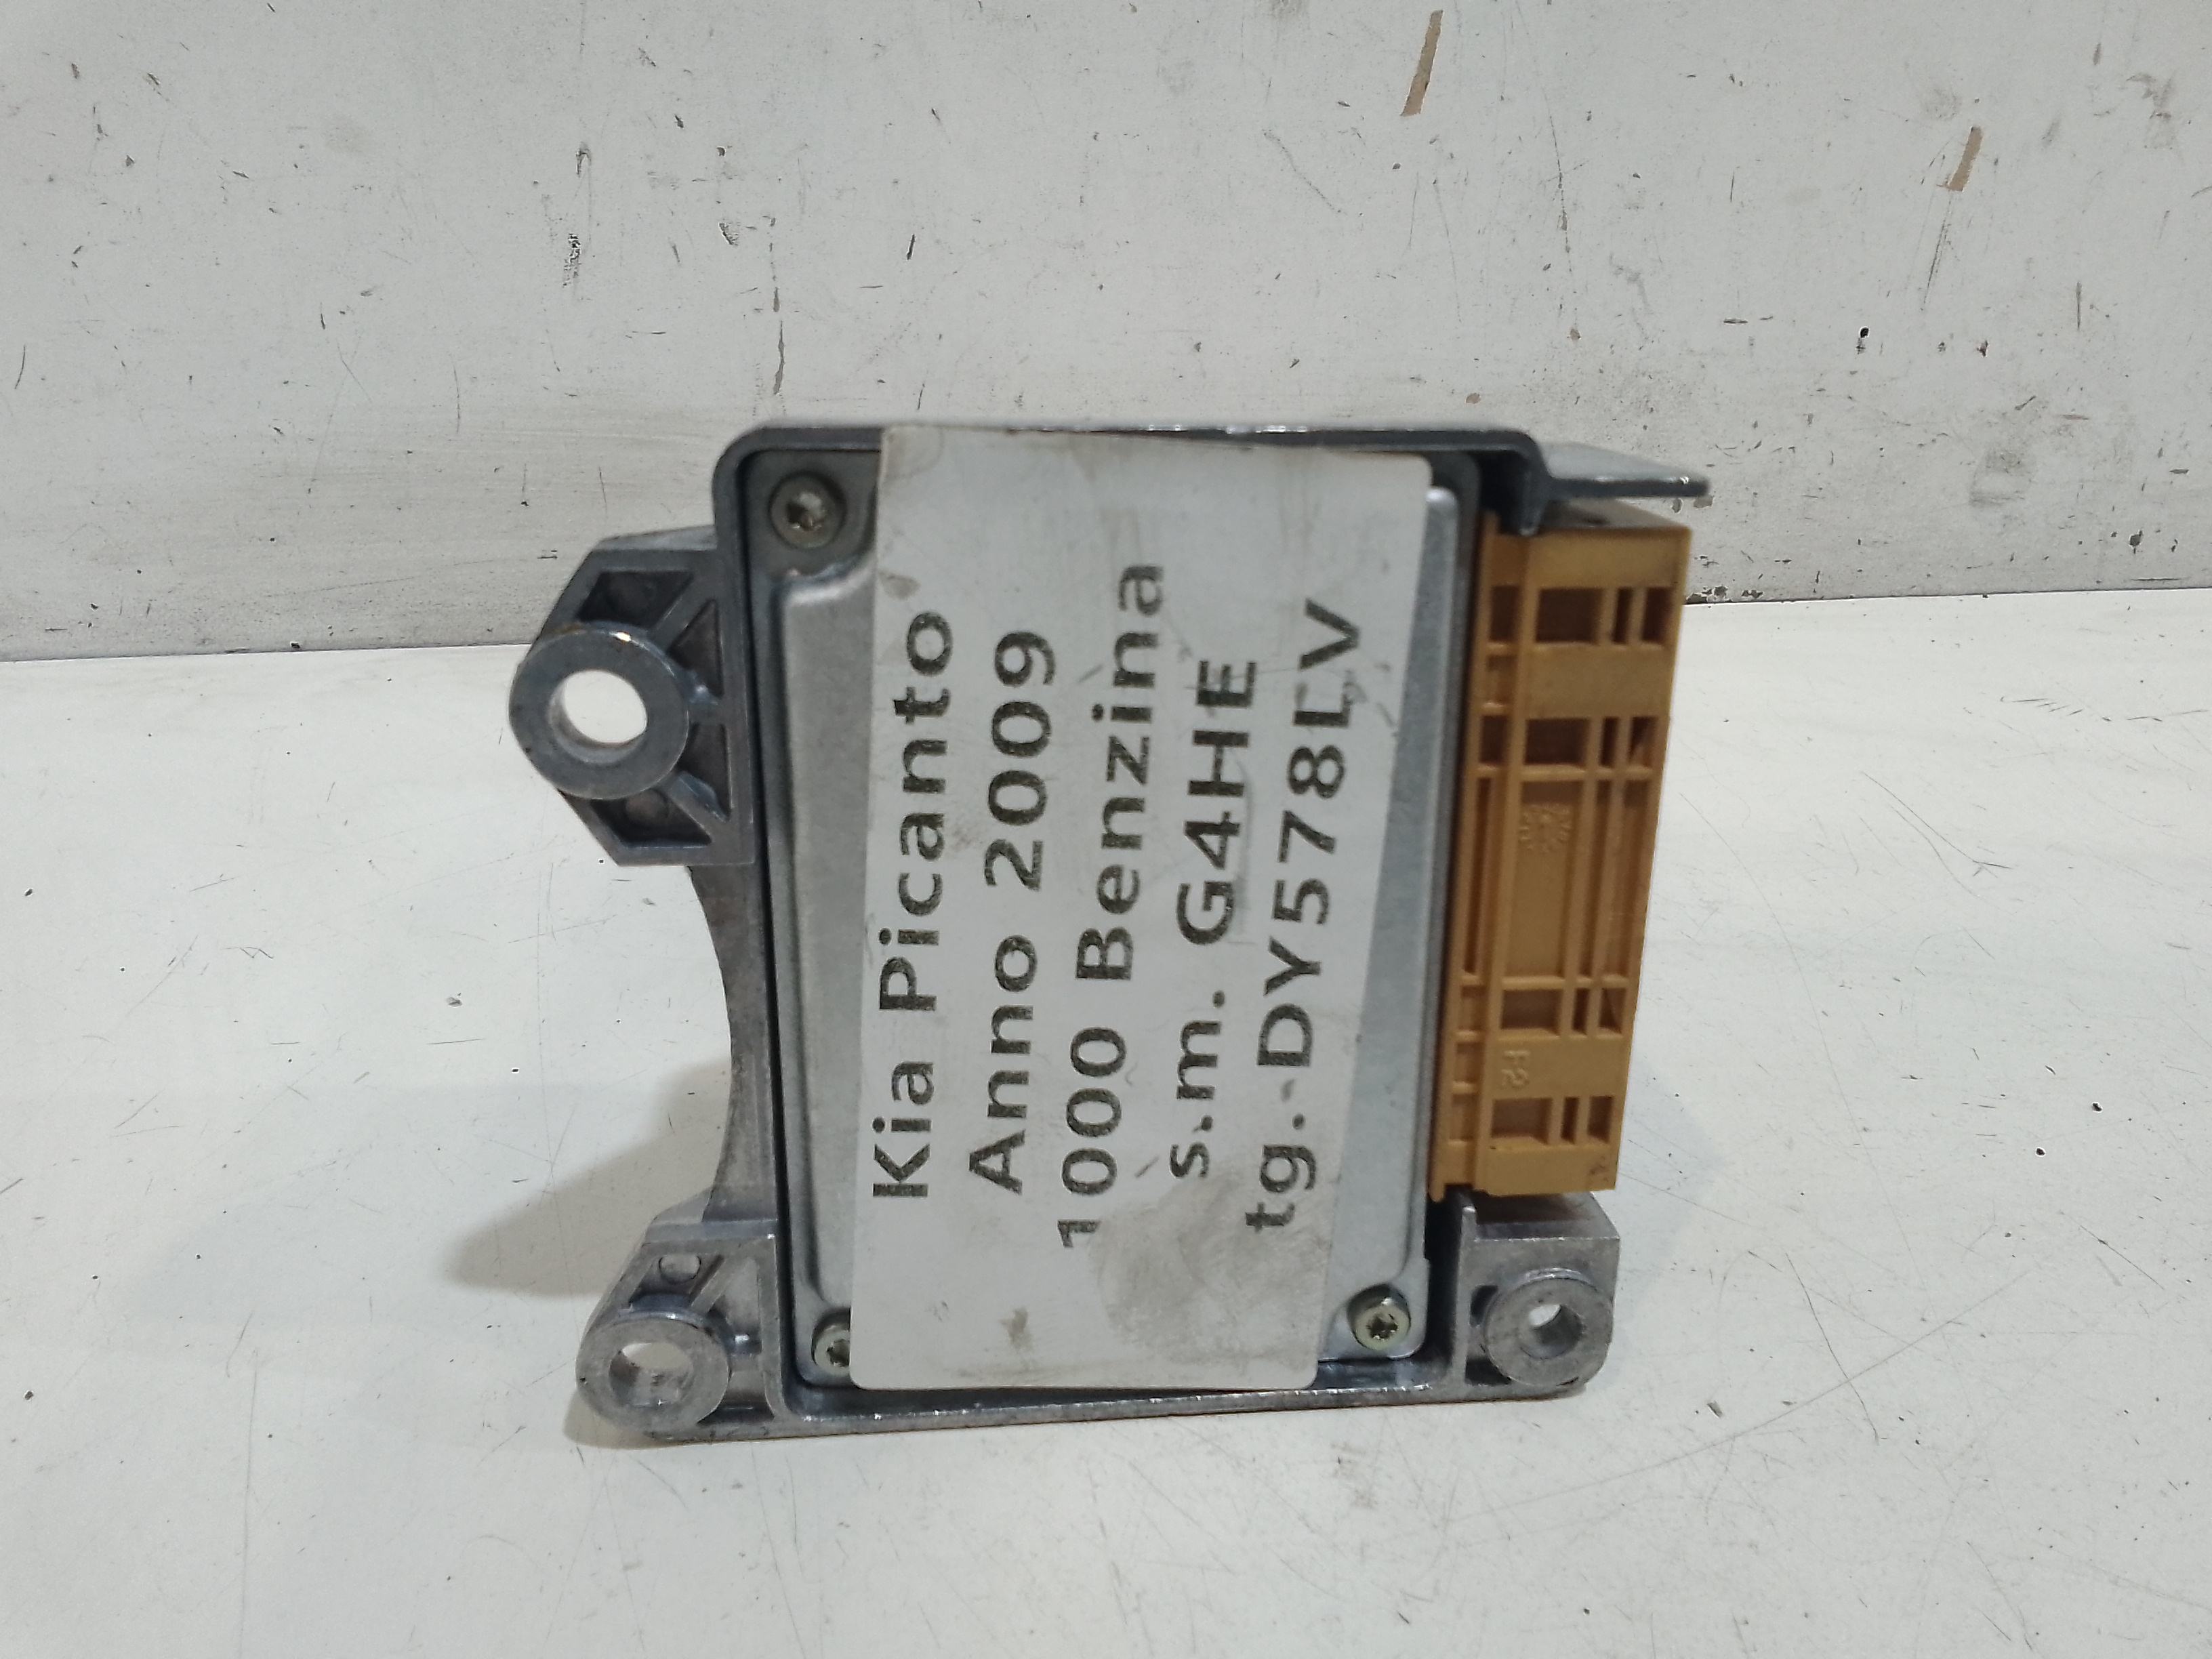 Kia Picanto
Anno 2009
1000 Benzina
s.m. G4HE
tg. DY578LV